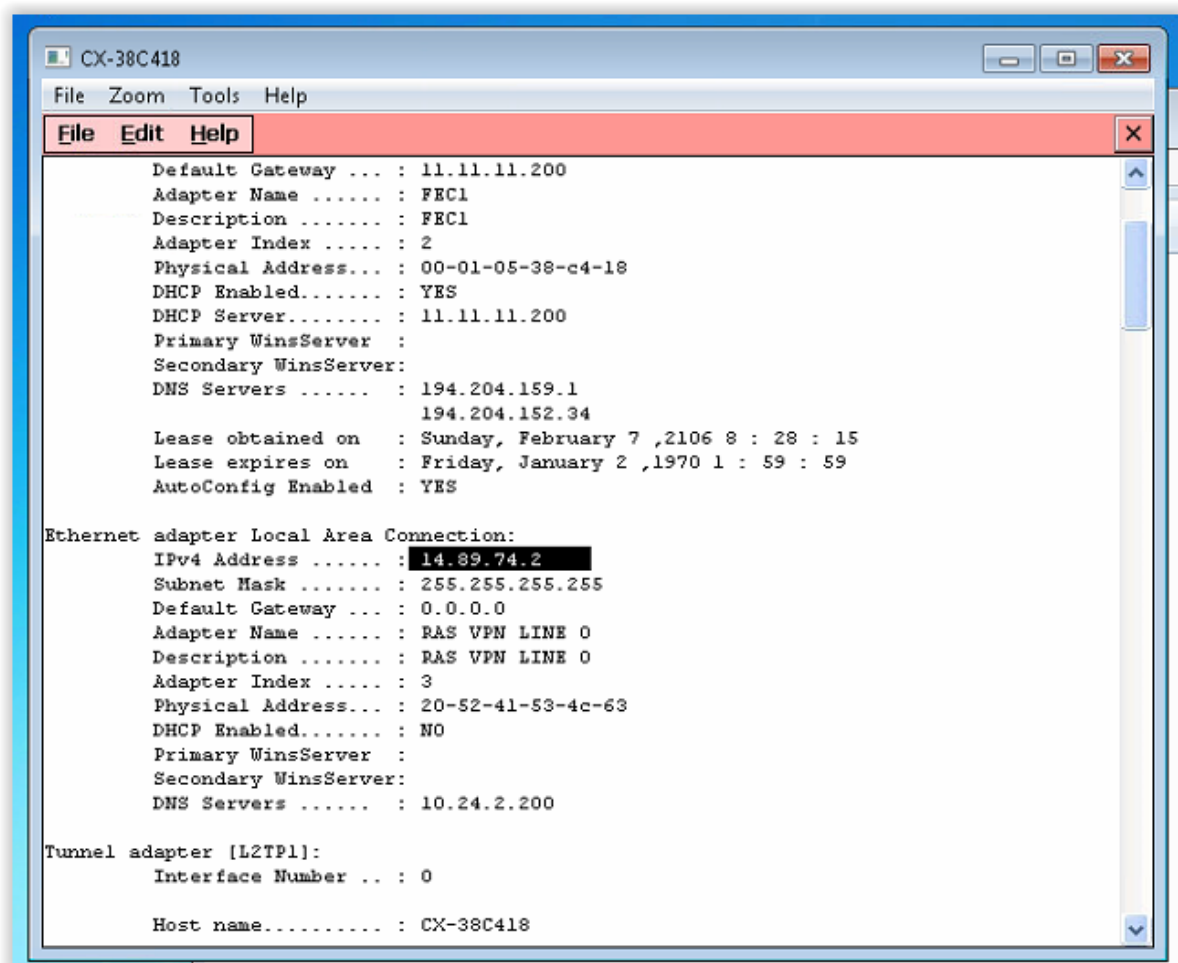 CX-38C418
File Zoom Tools Help
File Edit Help
Default Gateway ... : 11.11.11.200
Adapter Name ...... : FEC1
Description ....... : FEC1
Adapter Index ..... : 2
Physical Address... : 00-01-05-38-c4-18
DHCP Enabled....... : YES
DHCP Server........ : 11.11.11.200
Primary WinsServer :
Secondary WinsServer:
DNS Servers ...... : 194.204.159.1
194.204.152.34
Lease obtained on : Sunday, February 7 ,2106 8 : 28 : 15
Lease expires on : Friday, January 2 ,1970 1 : 59 : 59
AutoConfig Enabled : YES
Ethernet adapter Local Area Connection:
IPv4 Address ...... : 14.89.74.2
Subnet Mask ....... : 255.255.255.255
Default Gateway ... : 0.0.0.0
Adapter Name ...... : RAS VPN LINE 0
Description ....... : RAS VPN LINE 0
Adapter Index ..... : 3
Physical Address... : 20-52-41-53-4c-63
DHCP Enabled....... : NO
Primary WinsServer :
Secondary WinsServer:
DNS Servers ...... : 10.24.2.200
Tunnel adapter [L2TP1]:
Interface Number .. : 0
Host name.......... : CX-38C418